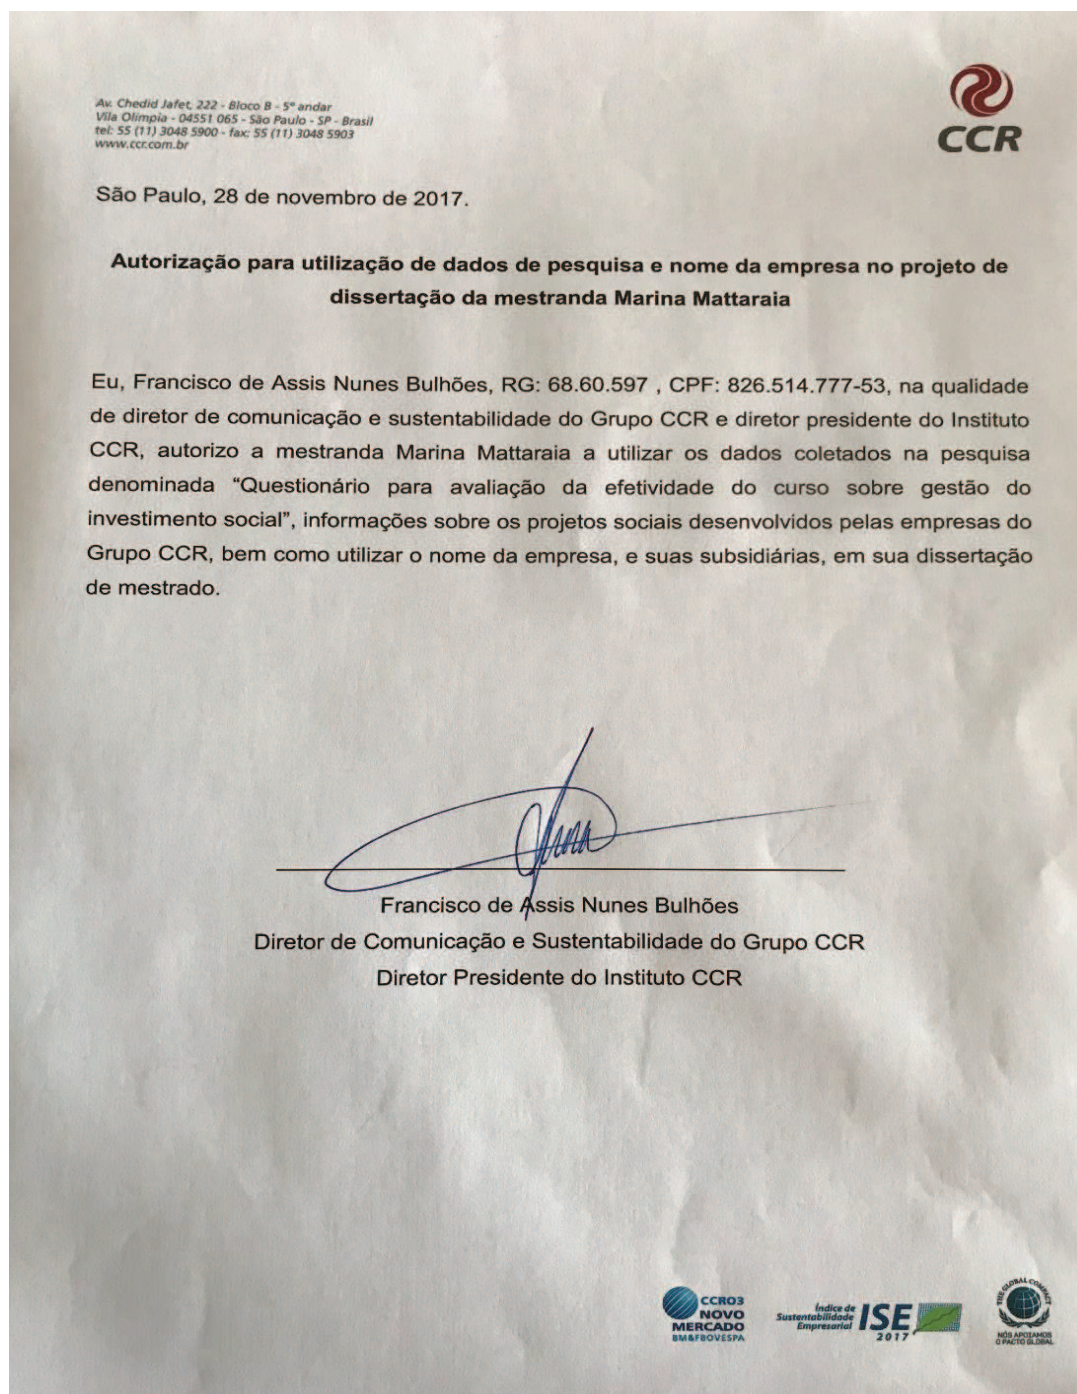 Av. Chedid Jafet, 222 - Bloco B - 5º andar
Vila Olímpia - 04551 065 - São Paulo - SP - Brasil
tel: 55 (11) 3048 5900 - fax: 55 (11) 3048 5903
www.ccr.com.br
CCR
São Paulo, 28 de novembro de 2017.
Autorização para utilização de dados de pesquisa e nome da empresa no projeto de
dissertação da mestranda Marina Mattaraia
Eu, Francisco de Assis Nunes Bulhões, RG: 68.60.597 , CPF: 826.514.777-53, na qualidade
de diretor de comunicação e sustentabilidade do Grupo CCR e diretor presidente do Instituto
CCR, autorizo a mestranda Marina Mattaraia a utilizar os dados coletados na pesquisa
denominada “Questionário para avaliação da efetividade do curso sobre gestão do
investimento social”, informações sobre os projetos sociais desenvolvidos pelas empresas do
Grupo CCR, bem como utilizar o nome da empresa, e suas subsidiárias, em sua dissertação
de mestrado.
Francisco de Assis Nunes Bulhões
Diretor de Comunicação e Sustentabilidade do Grupo CCR
Diretor Presidente do Instituto CCR
CCRO3
NOVO
MERCADO
BM&FBOVESPA
Índice de
Sustentabilidade
Empresarial
ISE
2017
THE GLOBAL COMPACT
NÓS APOIAMOS
O PACTO GLOBAL